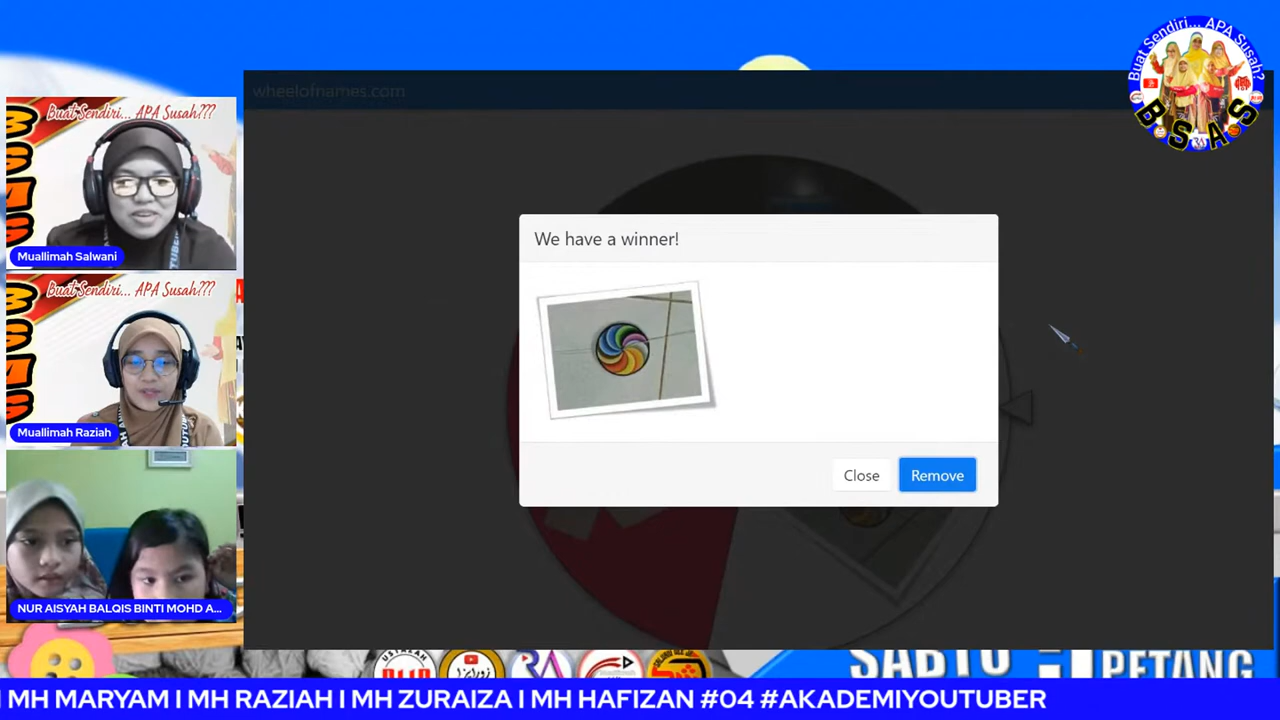 Buat Sendiri... APA Susah?
BSAS
wheelofnames.com
Buat Sendiri... APA Susah???
Muallimah Salwani
We have a winner!
Buat Sendiri... APA Susah???
Muallimah Raziah
Close
Remove
NUR AISYAH BALQIS BINTI MOHD A...
SABTU
PETANG
MH MARYAM I MH RAZIAH I MH ZURAIZA I MH HAFIZAN #04 #AKADEMIYOUTUBER